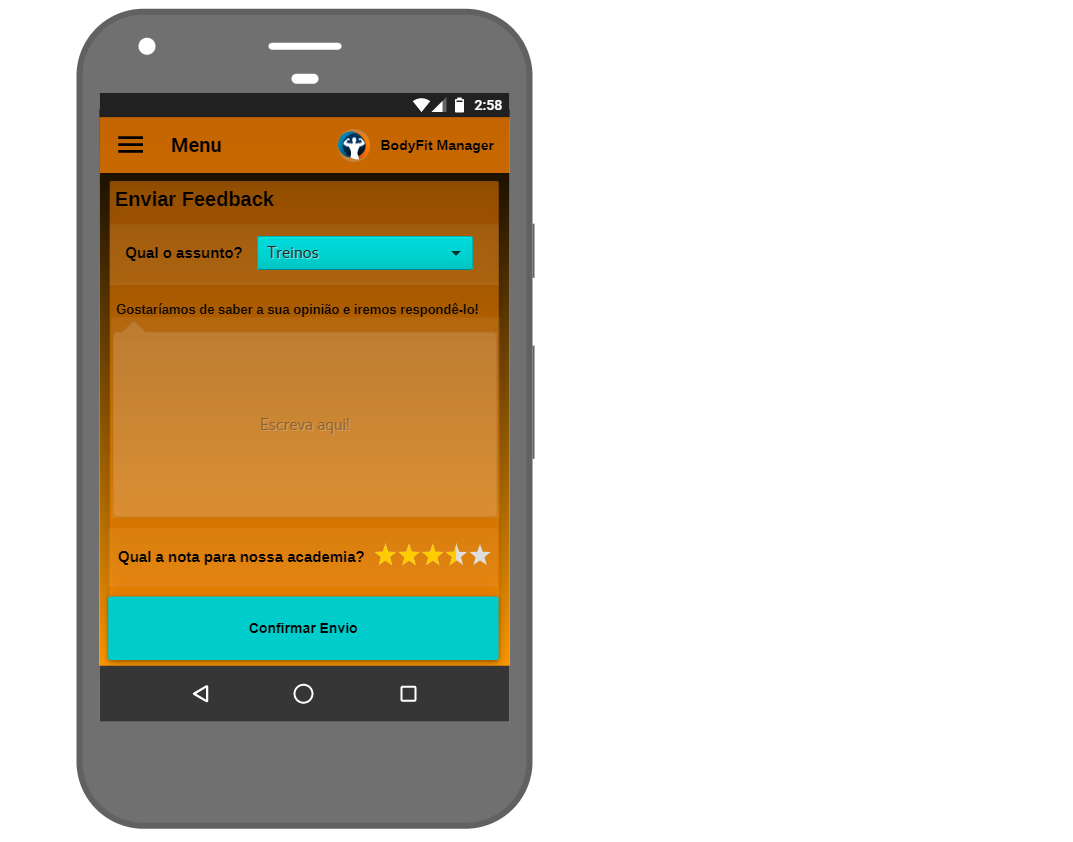 2:58
Menu
BodyFit Manager
Enviar Feedback
Qual o assunto?
Treinos
Gostaríamos de saber a sua opinião e iremos respondê-lo!
Escreva aqui!
Qual a nota para nossa academia?
Confirmar Envio